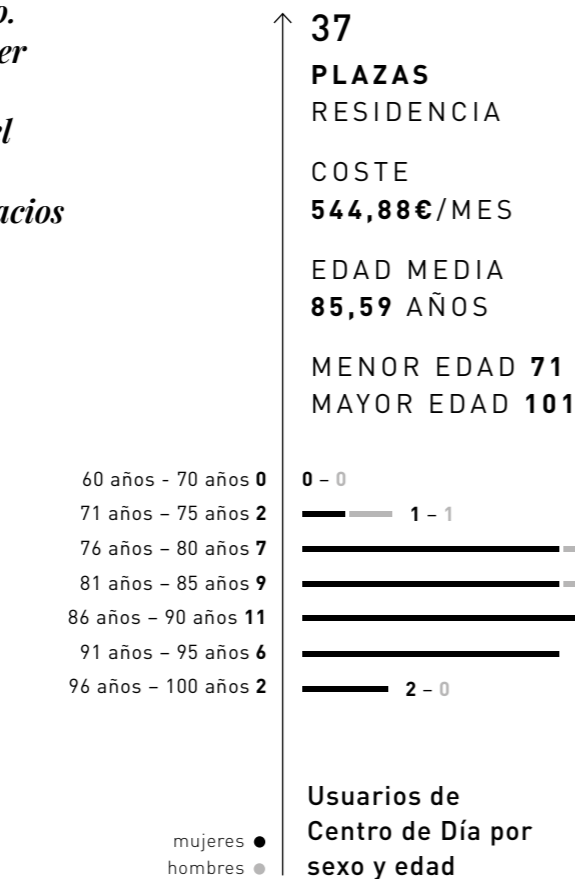 o.
er
el
acios
37
PLAZAS
RESIDENCIA
COSTE
544,88€/MES
EDAD MEDIA
85,59 AÑOS
MENOR EDAD 71
MAYOR EDAD 101
60 años - 70 años 0 0 – 0
71 años – 75 años 2 1 – 1
76 años – 80 años 7
81 años – 85 años 9
86 años – 90 años 11
91 años – 95 años 6
96 años – 100 años 2 2 – 0
mujeres
hombres
Usuarios de
Centro de Día por
sexo y edad